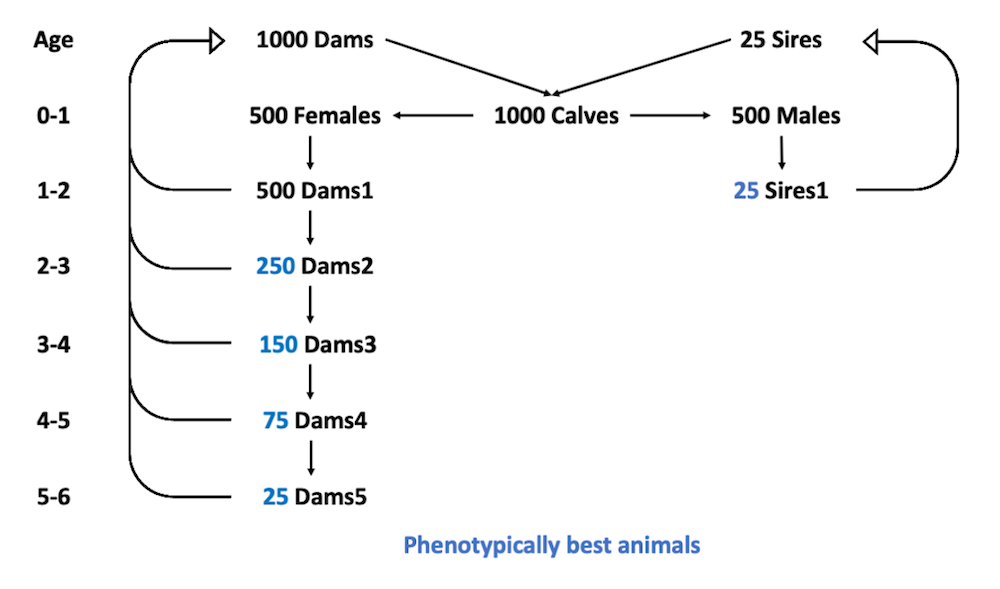 Age 1000 Dams 25 Sires
0-1 500 Females 1000 Calves 500 Males
1-2 500 Dams1 25 Sires1
2-3 250 Dams2
3-4 150 Dams3
4-5 75 Dams4
5-6 25 Dams5
Phenotypically best animals